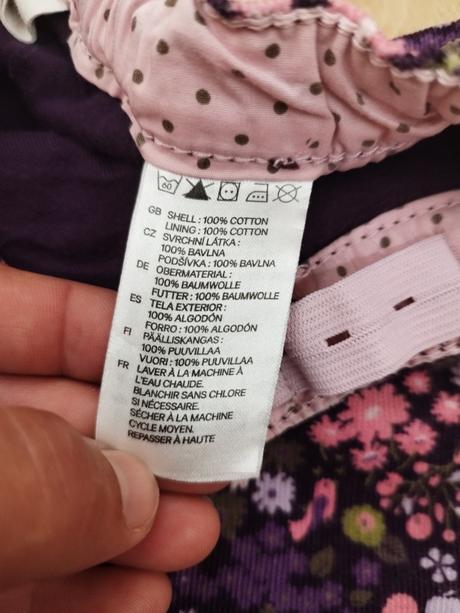 60
GB SHELL : 100% COTTON
LINING : 100% COTTON
CZ SVRCHNÍ LÁTKA :
100% BAVLNA
PODŠÍVKA : 100% BAVLNA
DE OBERMATERIAL :
100% BAUMWOLLE
FUTTER : 100% BAUMWOLLE
ES TELA EXTERIOR :
100% ALGODÓN
FORRO : 100% ALGODÓN
FI PÄÄLLISKANGAS :
100% PUUVILLAA
VUORI : 100% PUUVILLAA
FR LAVER À LA MACHINE À
L'EAU CHAUDE.
BLANCHIR SANS CHLORE
SI NÉCESSAIRE.
SÉCHER À LA MACHINE
CYCLE MOYEN.
REPASSER À HAUTE